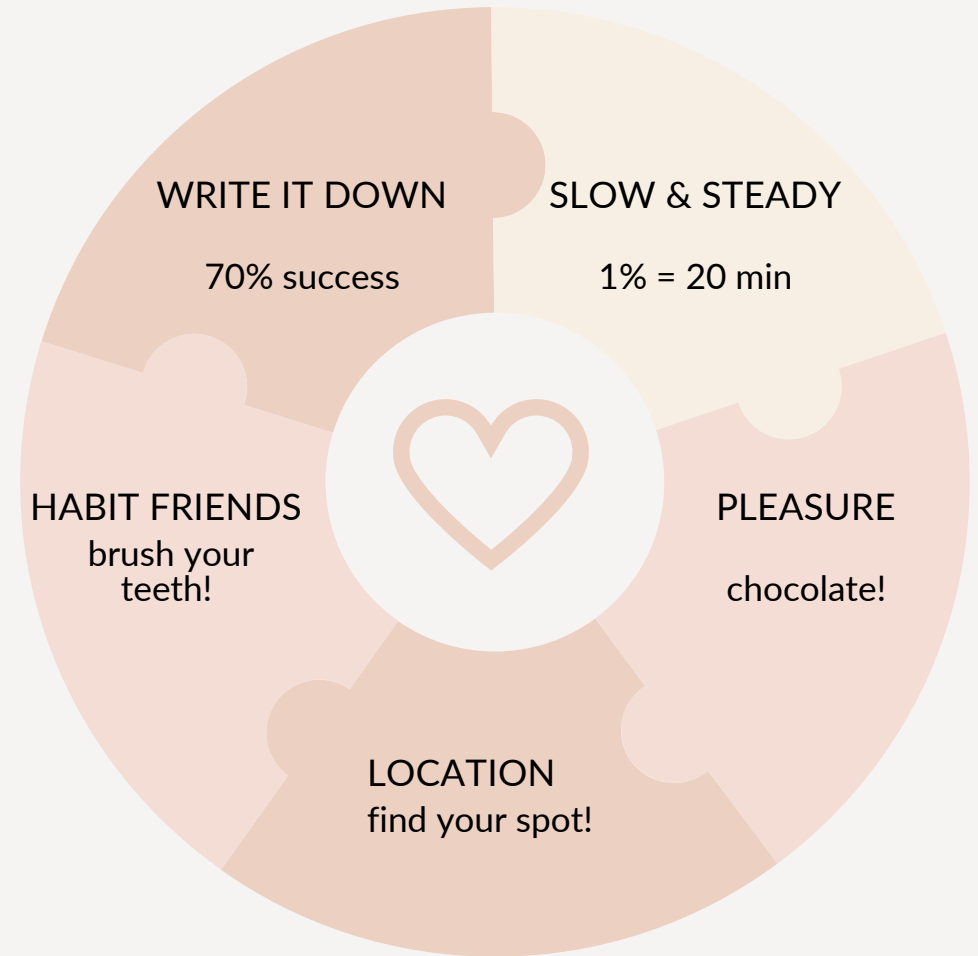 WRITE IT DOWN
70% success
SLOW & STEADY
1% = 20 min
HABIT FRIENDS
brush your
teeth!
PLEASURE
chocolate!
LOCATION
find your spot!